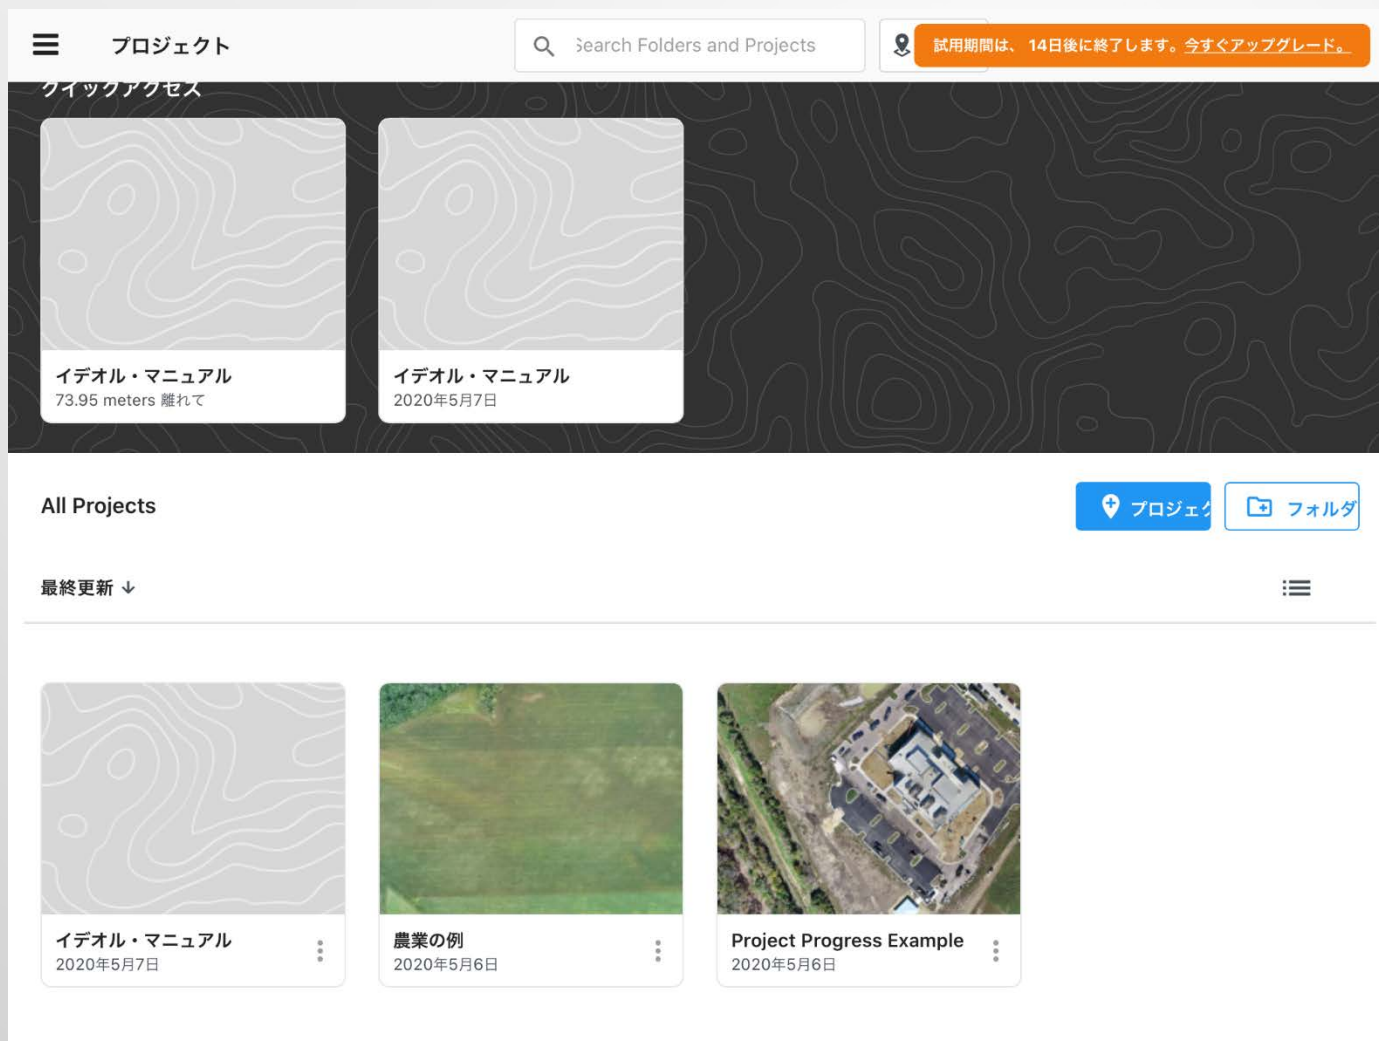 プロジェクト
Search Folders and Projects
試用期間は、 14日後に終了します。今すぐアップグレード。
クイックアクセス
イデオル・マニュアル
73.95 meters 離れて
イデオル・マニュアル
2020年5月7日
All Projects
プロジェク
フォルダ
最終更新
イデオル・マニュアル
2020年5月7日
農業の例
2020年5月6日
Project Progress Example
2020年5月6日